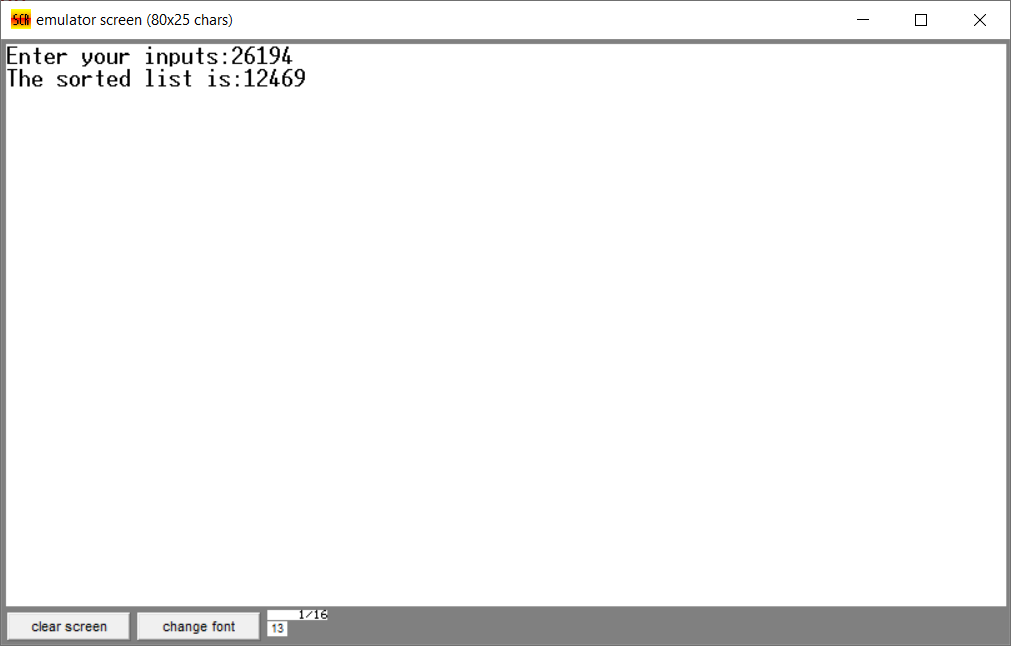 SCR emulator screen (80x25 chars)
Enter your inputs:26194
The sorted list is:12469
clear screen change font 1/16
13